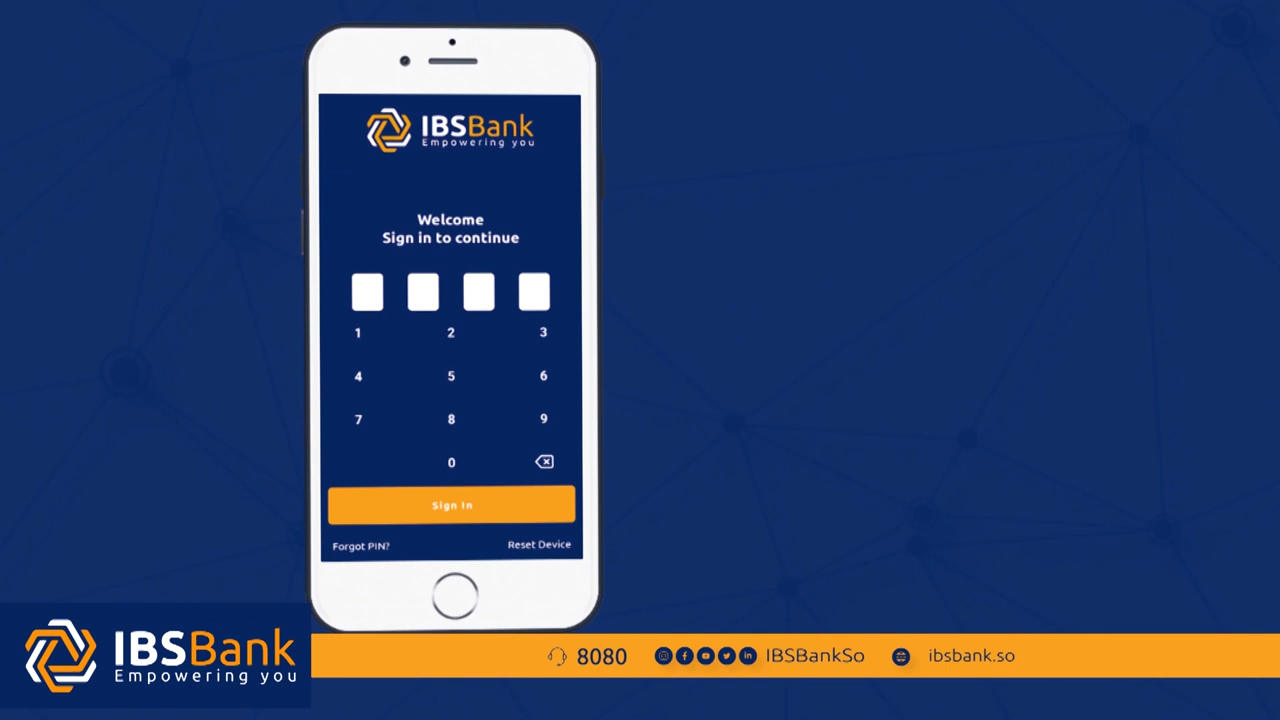 IBSBank
Empowering you
Welcome
Sign in to continue
1 2 3
4 5 6
7 8 9
0
Sign In
Forgot PIN? Reset Device
IBSBank
Empowering you
8080 IBSBankSo ibsbank.so